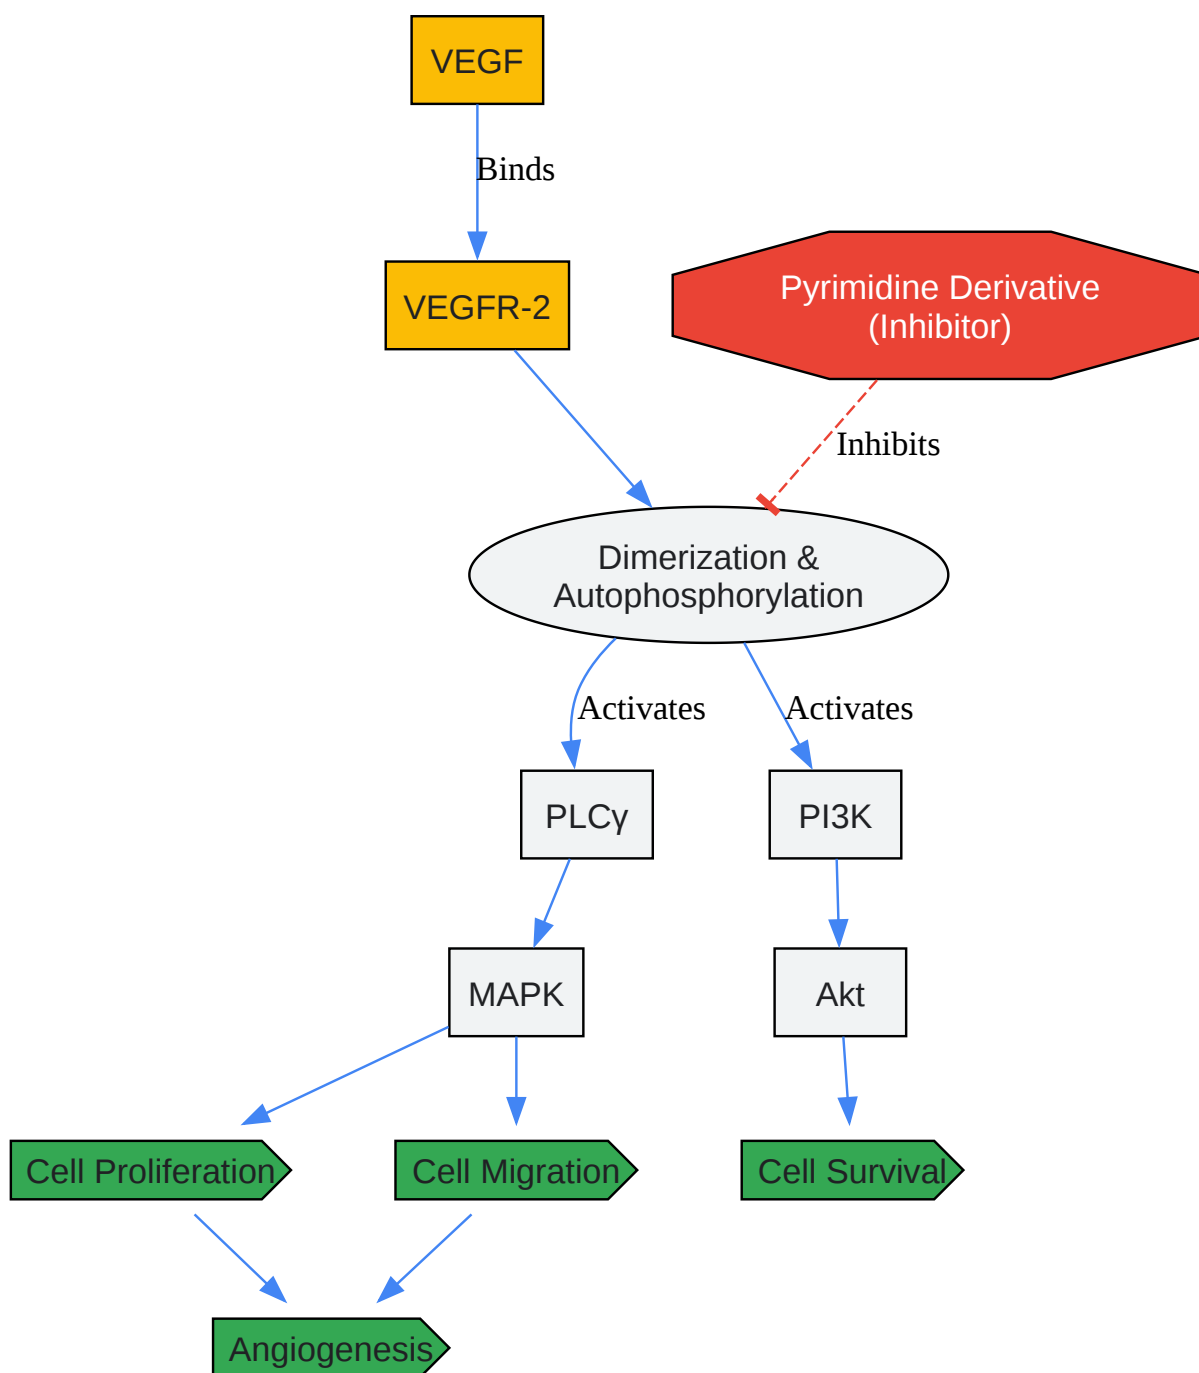 VEGF
Binds
VEGFR-2
Pyrimidine Derivative
(Inhibitor)
Inhibits
Dimerization &
Autophosphorylation
Activates
Activates
PLCγ
PI3K
MAPK
Akt
Cell Proliferation
Cell Migration
Cell Survival
Angiogenesis